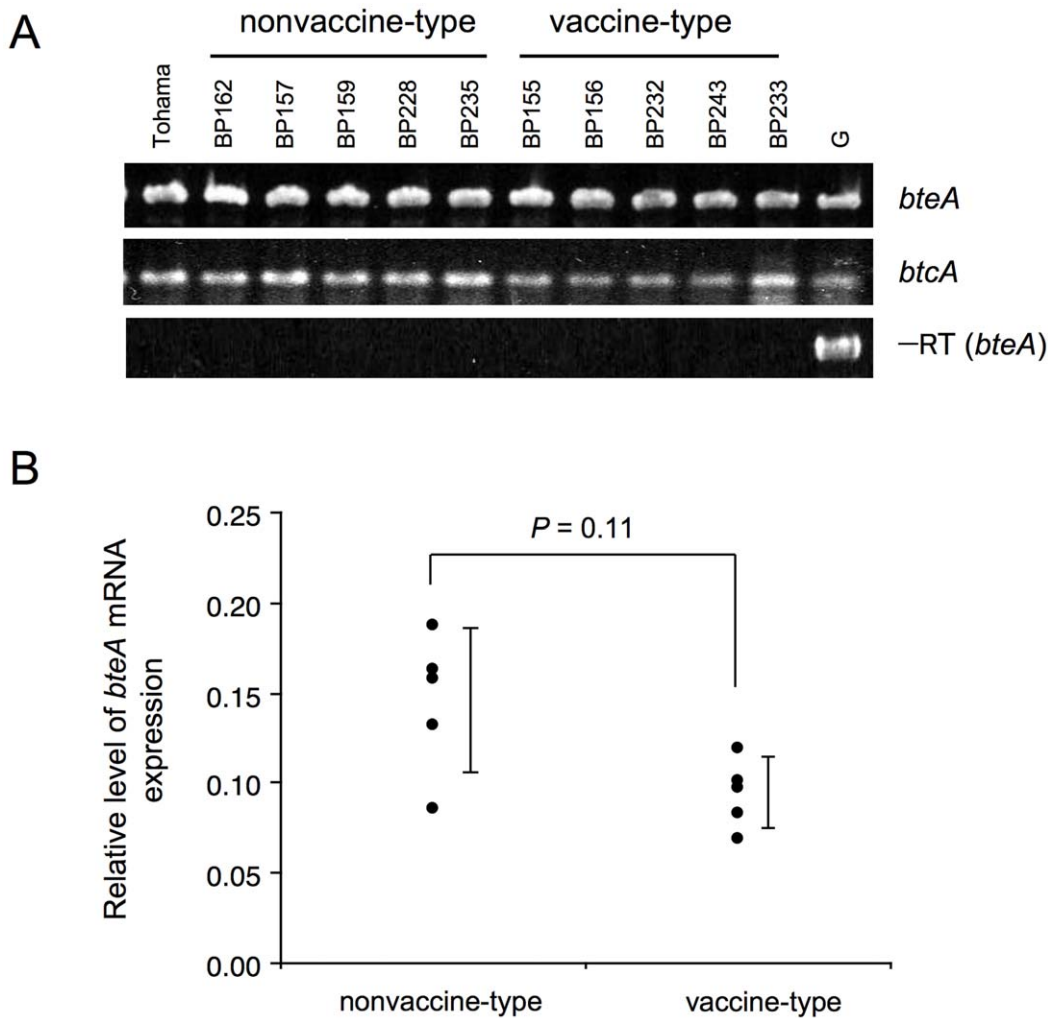 A
nonvaccine-type vaccine-type
Tohama BP162 BP157 BP159 BP228 BP235 BP155 BP156 BP232 BP243 BP233 G
bteA
btcA
–RT (bteA)
B
Relative level of bteA mRNA
expression
P = 0.11
0.25
0.20
0.15
0.10
0.05
0.00
nonvaccine-type vaccine-type